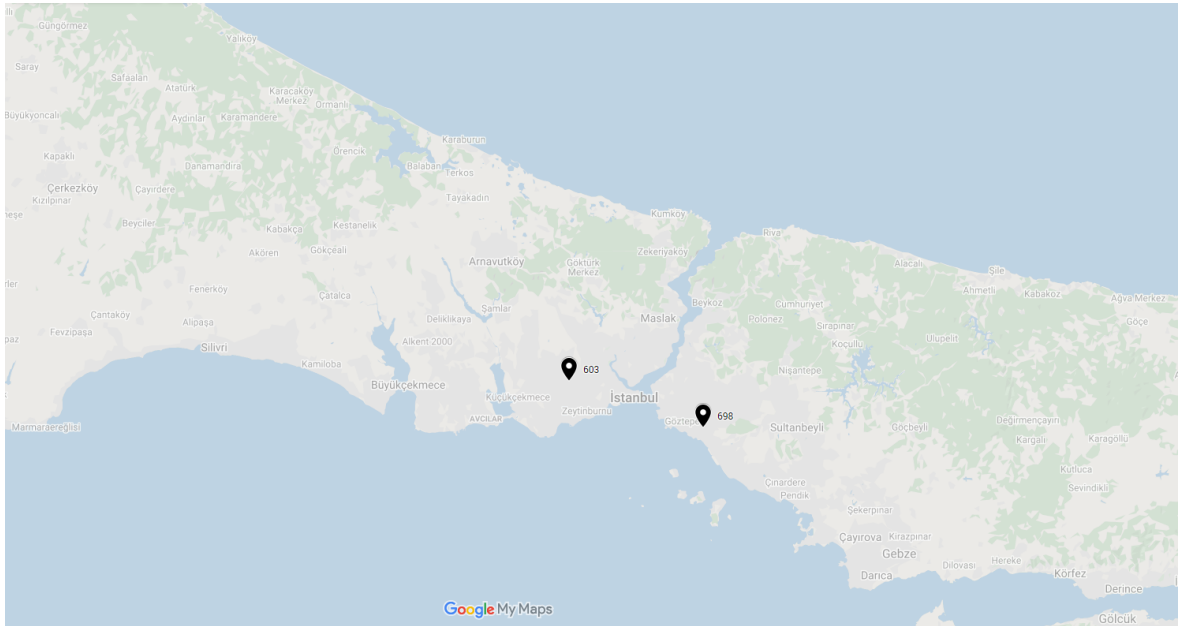 Güngörmez
Yalıköy
Saray
Safaalan
Atatürk
Karacaköy
Merkez
Ormanlı
Büyükyoncalı
Aydınlar
Karamandere
Karaburun
Örencik
Kapaklı
Danamandıra
Balaban
Terkos
Çerkezköy
Çayırdere
Kızılpınar
Tayakadın
Kumköy
Beyciler
Kabakça
Kestanelik
Riva
Akören
Gökçeali
Zekeriyaköy
Arnavutköy
Göktürk
Merkez
Alacalı
Şile
Fenerköy
Çatalca
Ahmetli
Kabaköz
Ağva Merkez
Beyköz
Cumhuriyet
Çantaköy
Şamlar
Deliklikaya
Maslak
Polonez
Sırapınar
Göçe
Fevzipaşa
Alipaşa
Silivri
Alkent 2000
Koçullu
Ulupelit
Kamiloba
603
Nişantepe
Büyükçekmece
Küçükçekmece
İstanbul
AVCILAR
Zeytinburnu
698
Göztepe
Sultanbeyli
Göçbeyli
Değirmençayırı
Marmaraereğlisi
Kargalı
Karagöllü
Kutluca
Çınardere
Pendik
Sevindikli
Şekerpınar
Çayırova
Kirazpınar
Gebze
Dilovası
Hereke
Darıca
Körfez
Derince
Google My Maps
Gölcük